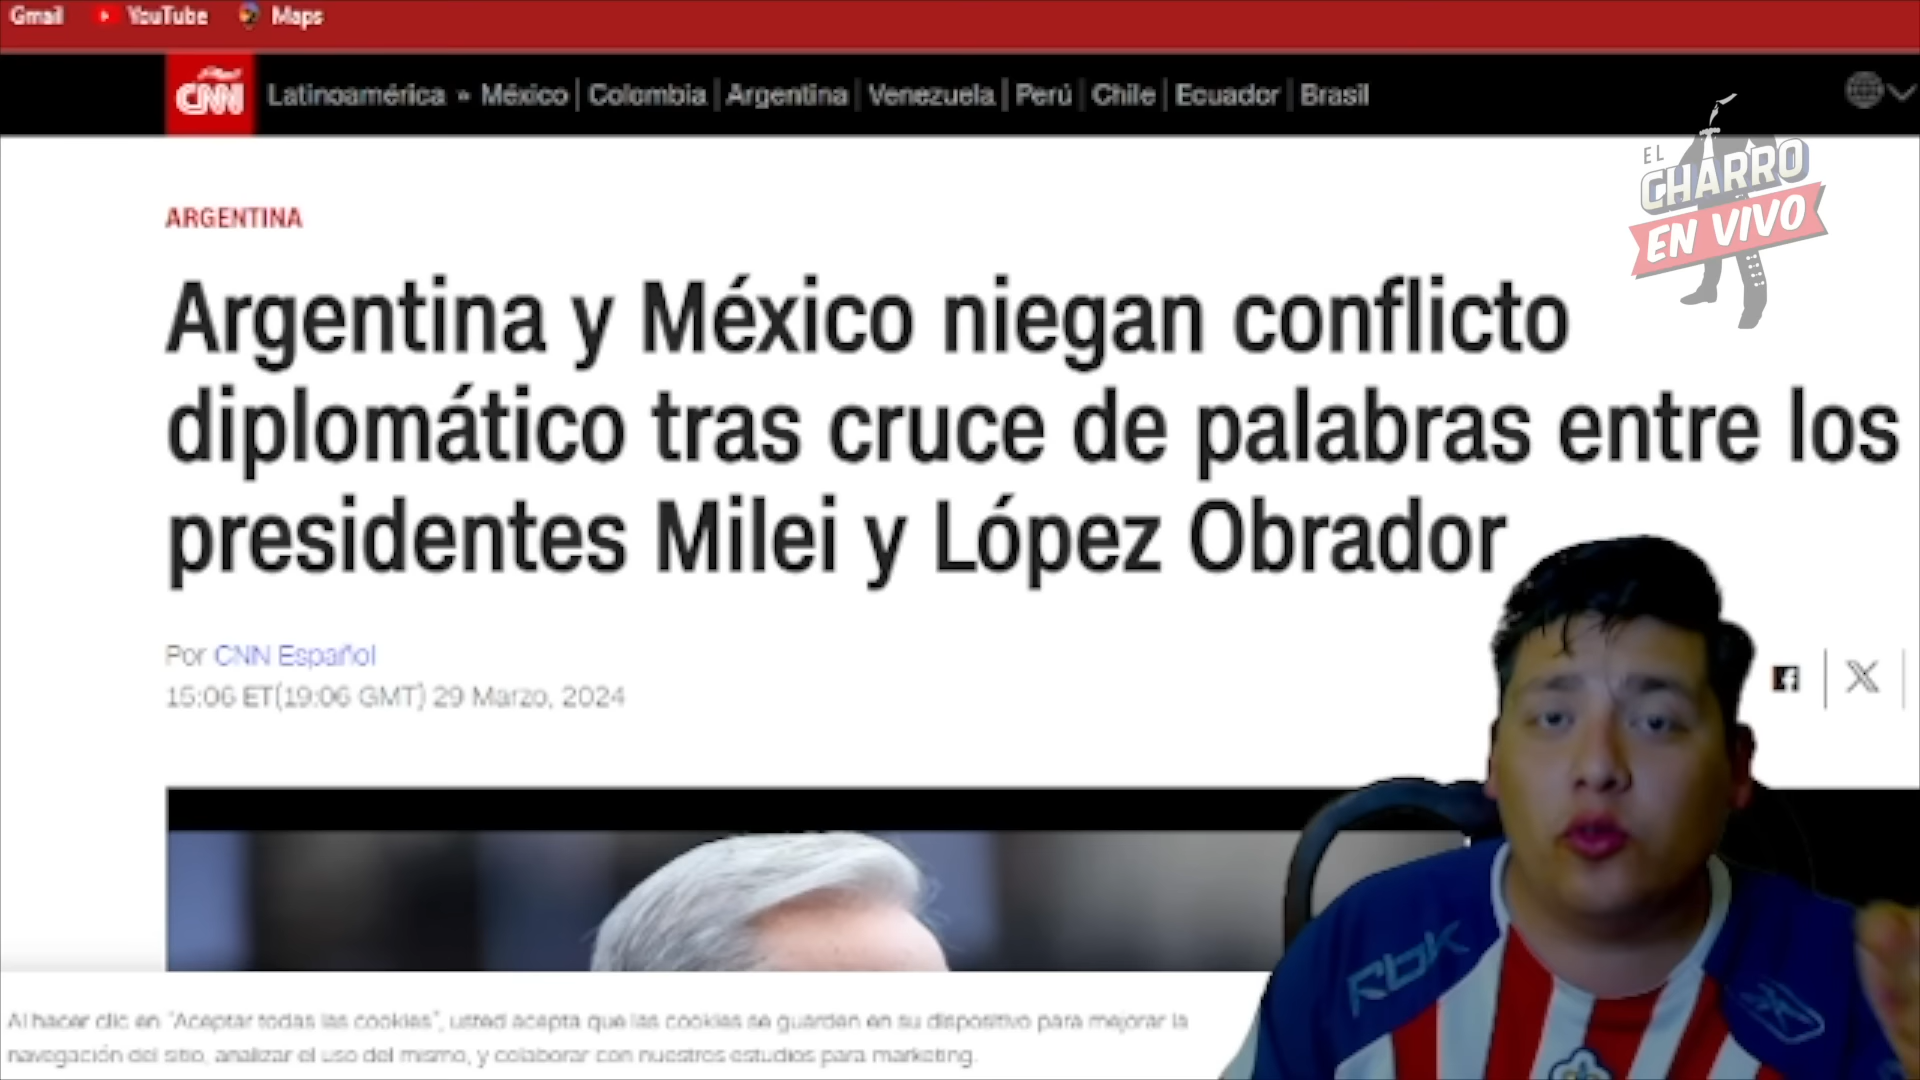 Gmail YouTube Maps
CNN Latinoamérica México Colombia Argentina Venezuela Perú Chile Ecuador Brasil
EL
CHARRO
EN VIVO
ARGENTINA
Argentina y México niegan conflicto
diplomático tras cruce de palabras entre los
presidentes Milei y López Obrador
Por CNN Español
15:06 ET(19:06 GMT) 29 Marzo, 2024
Al hacer clic en "Aceptar todas las cookies", usted acepta que las cookies se guarden en su dispositivo para mejorar la
navegación del sitio, analizar el uso del mismo, y colaborar con nuestros estudios para marketing.
Rbk